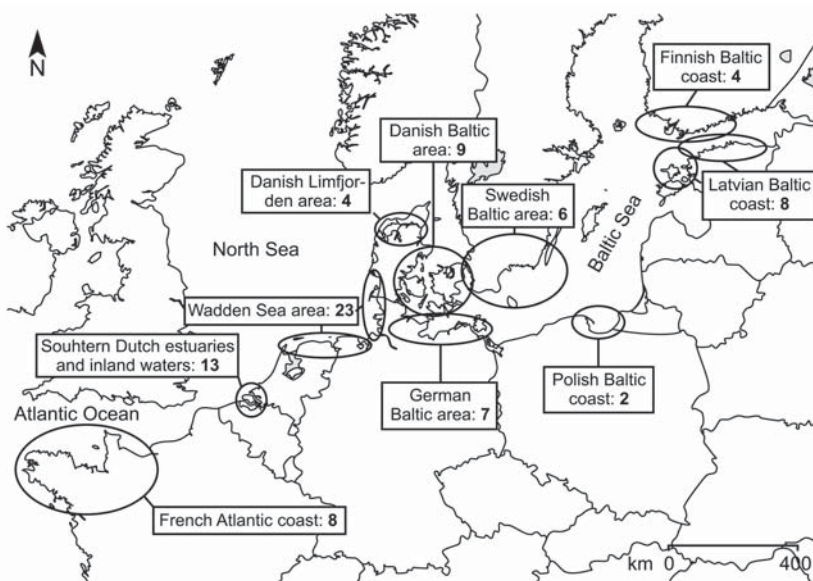 N
Finnish Baltic
coast: 4
Danish Baltic
area: 9
Danish Limfjor-
den area: 4
Swedish
Baltic area: 6
Latvian Baltic
coast: 8
North Sea
Baltic Sea
Wadden Sea area: 23
Souhtern Dutch estuaries
and inland waters: 13
German
Baltic area: 7
Polish Baltic
coast: 2
Atlantic Ocean
French Atlantic coast: 8
km 0 400